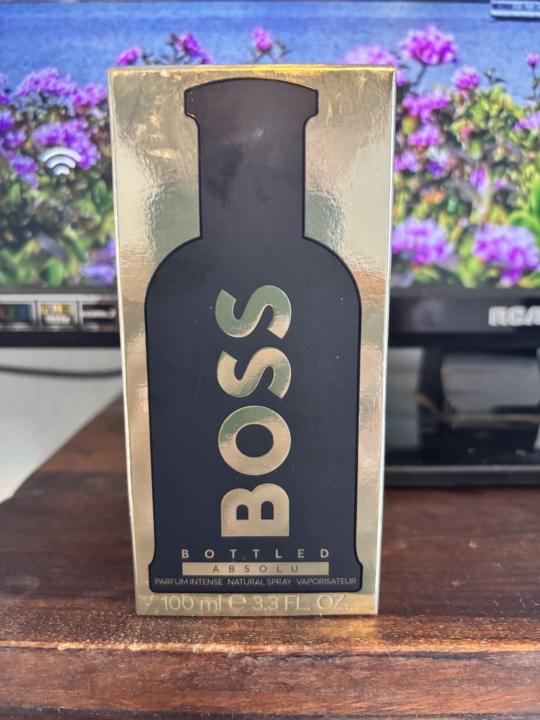 BOSS
BOTTLED
ABSOLU
PARFUM INTENSE NATURAL SPRAY VAPORISATEUR
100 ml ℮ 3.3 FL. OZ.
RCA